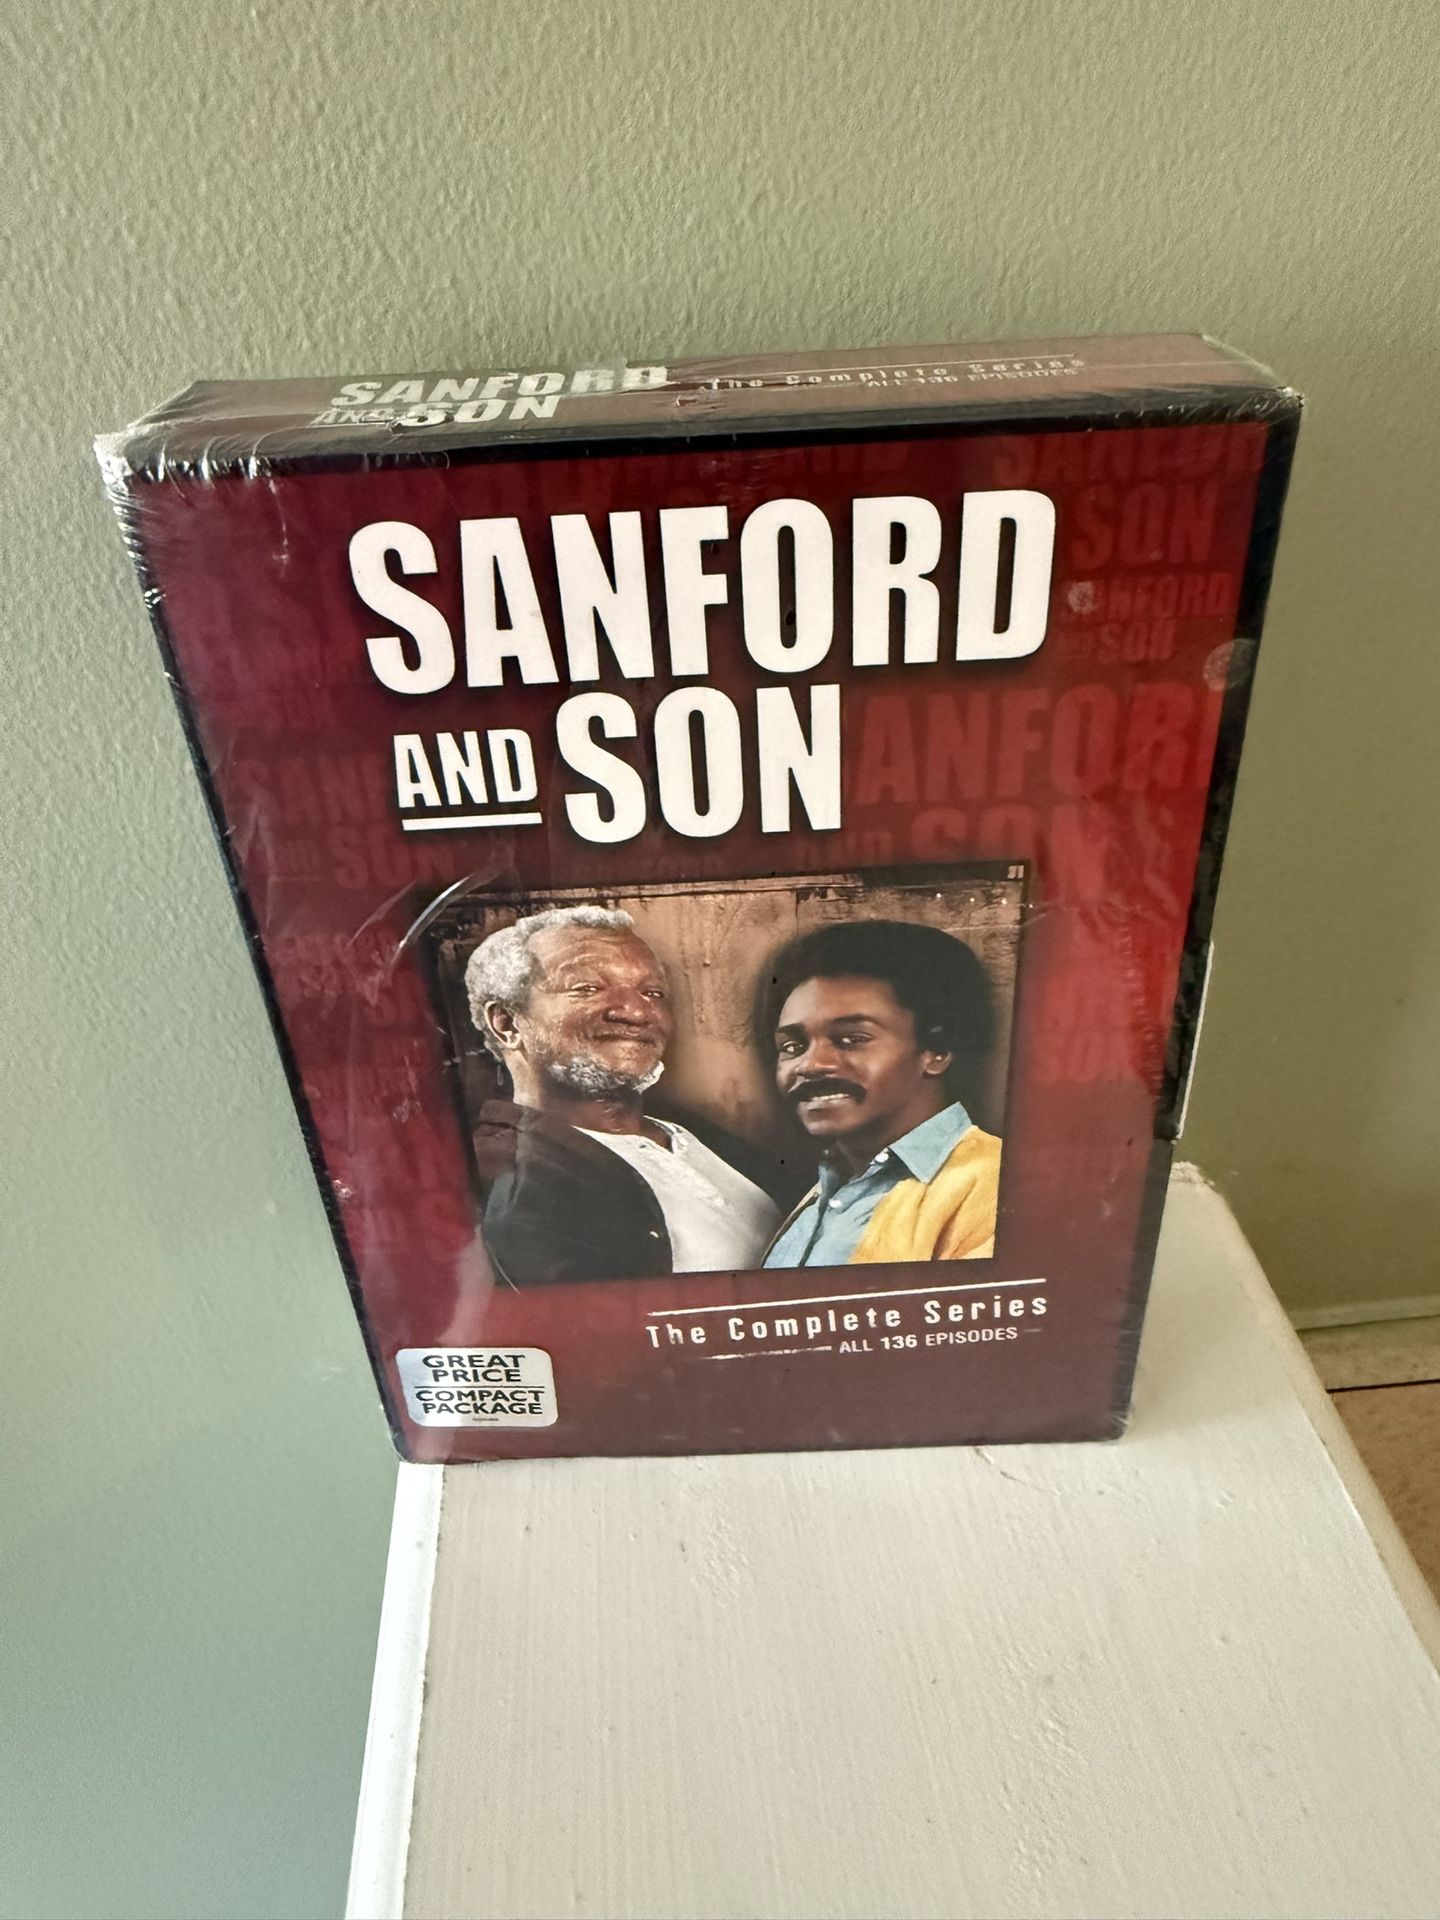 SANFORD
AND SON
The Complete Series
ALL 136 EPISODES
SANFORD
AND SON
The Complete Series
ALL 136 EPISODES
GREAT
PRICE
COMPACT
PACKAGE